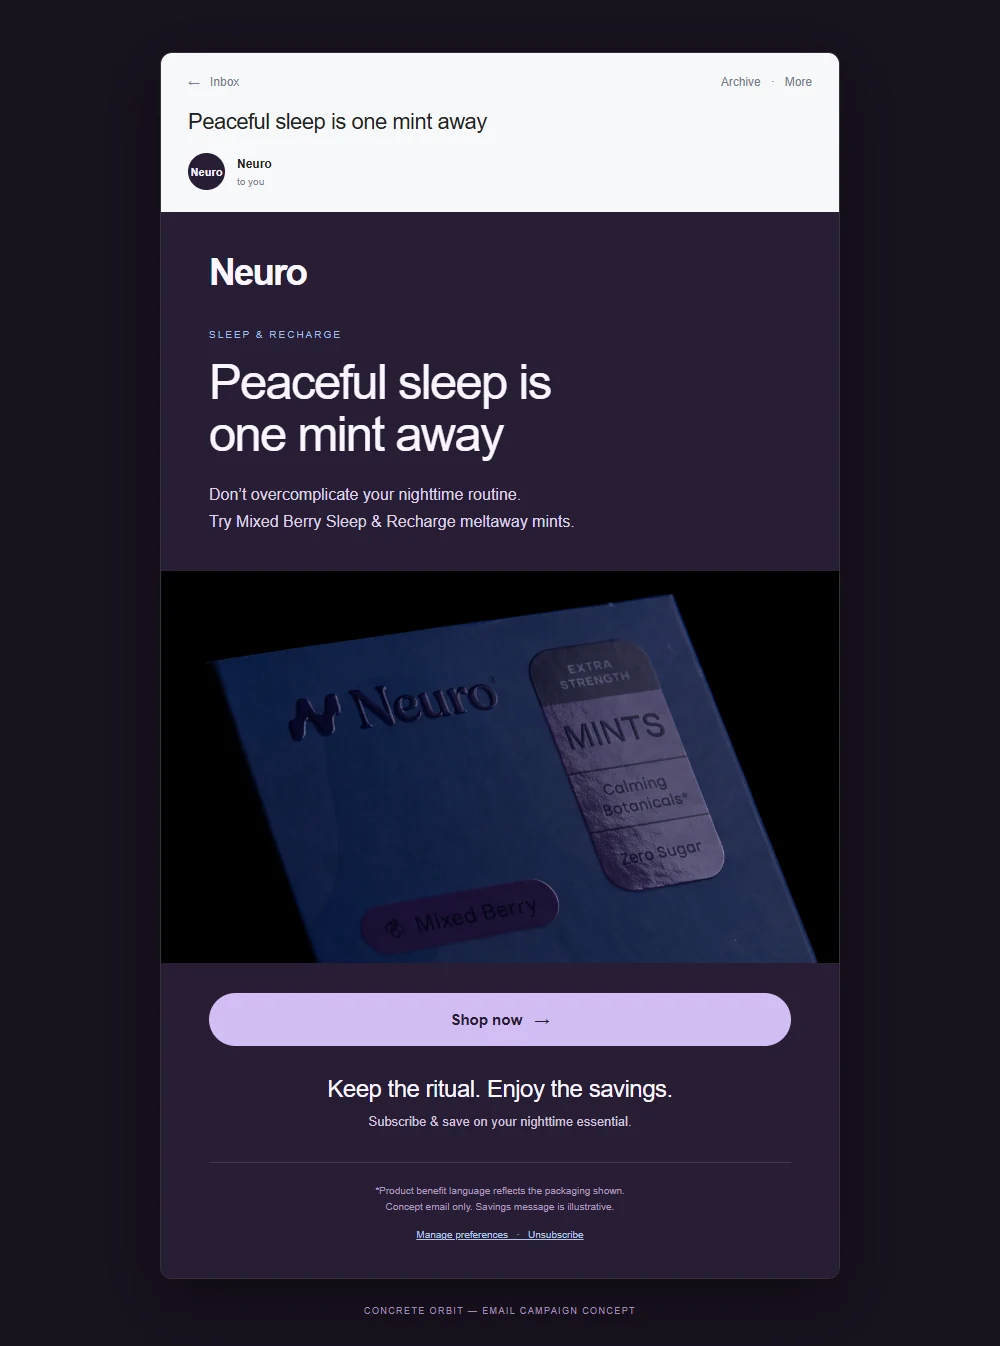 ← Inbox
Archive · More
Peaceful sleep is one mint away
Neuro
Neuro
to you
Neuro
SLEEP & RECHARGE
Peaceful sleep is
one mint away
Don’t overcomplicate your nighttime routine.
Try Mixed Berry Sleep & Recharge meltaway mints.
Neuro
EXTRA
STRENGTH
MINTS
Calming
Botanicals*
Zero Sugar
Mixed Berry
Shop now →
Keep the ritual. Enjoy the savings.
Subscribe & save on your nighttime essential.
*Product benefit language reflects the packaging shown.
Concept email only. Savings message is illustrative.
Manage preferences · Unsubscribe
CONCRETE ORBIT — EMAIL CAMPAIGN CONCEPT